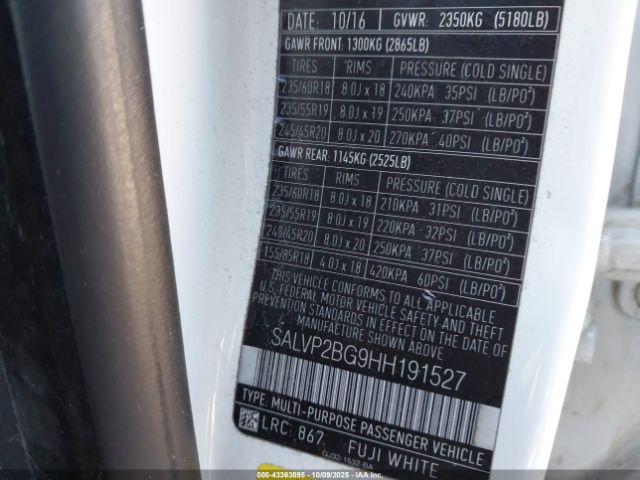 DATE: 10/16 GVWR: 2350KG (5180LB)
GAWR FRONT: 1300KG (2865LB)
TIRES RIMS PRESSURE (COLD SINGLE)
235/60R18 8.0J x 18 240KPA 35PSI (LB/PO²)
235/55R19 8.0J x 19 250KPA 37PSI (LB/PO²)
245/45R20 8.0J x 20 270KPA 40PSI (LB/PO²)
GAWR REAR: 1145KG (2525LB)
TIRES RIMS PRESSURE (COLD SINGLE)
235/60R18 8.0J x 18 210KPA 31PSI (LB/PO²)
235/55R19 8.0J x 19 220KPA 32PSI (LB/PO²)
245/45R20 8.0J x 20 250KPA 37PSI (LB/PO²)
155/85R18 4.0J x 18 420KPA 60PSI (LB/PO²)
THIS VEHICLE CONFORMS TO ALL APPLICABLE
U.S. FEDERAL MOTOR VEHICLE SAFETY AND THEFT
PREVENTION STANDARDS IN EFFECT ON THE DATE OF
MANUFACTURE SHOWN ABOVE
SALVP2BG9HH191527
TYPE: MULTI-PURPOSE PASSENGER VEHICLE
LRC: 867 FUJI WHITE
GJ32-1532-BA
© 000-43363895 - 10/09/2025 - IAAI.COM